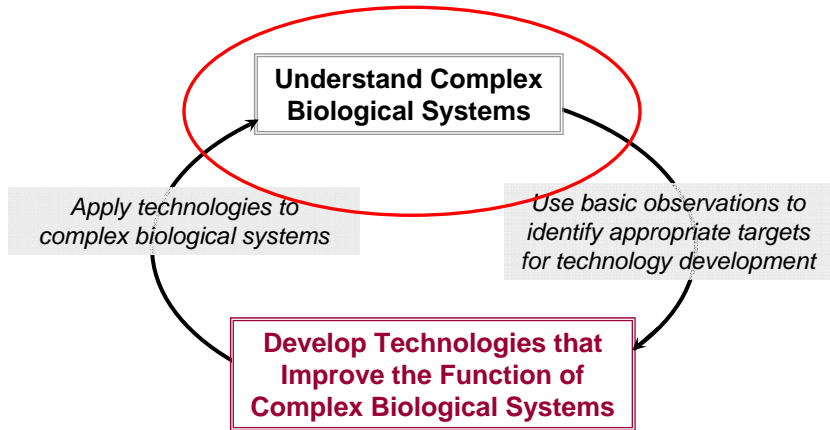 Understand Complex
Biological Systems
Apply technologies to
complex biological systems
Use basic observations to
identify appropriate targets
for technology development
Develop Technologies that
Improve the Function of
Complex Biological Systems